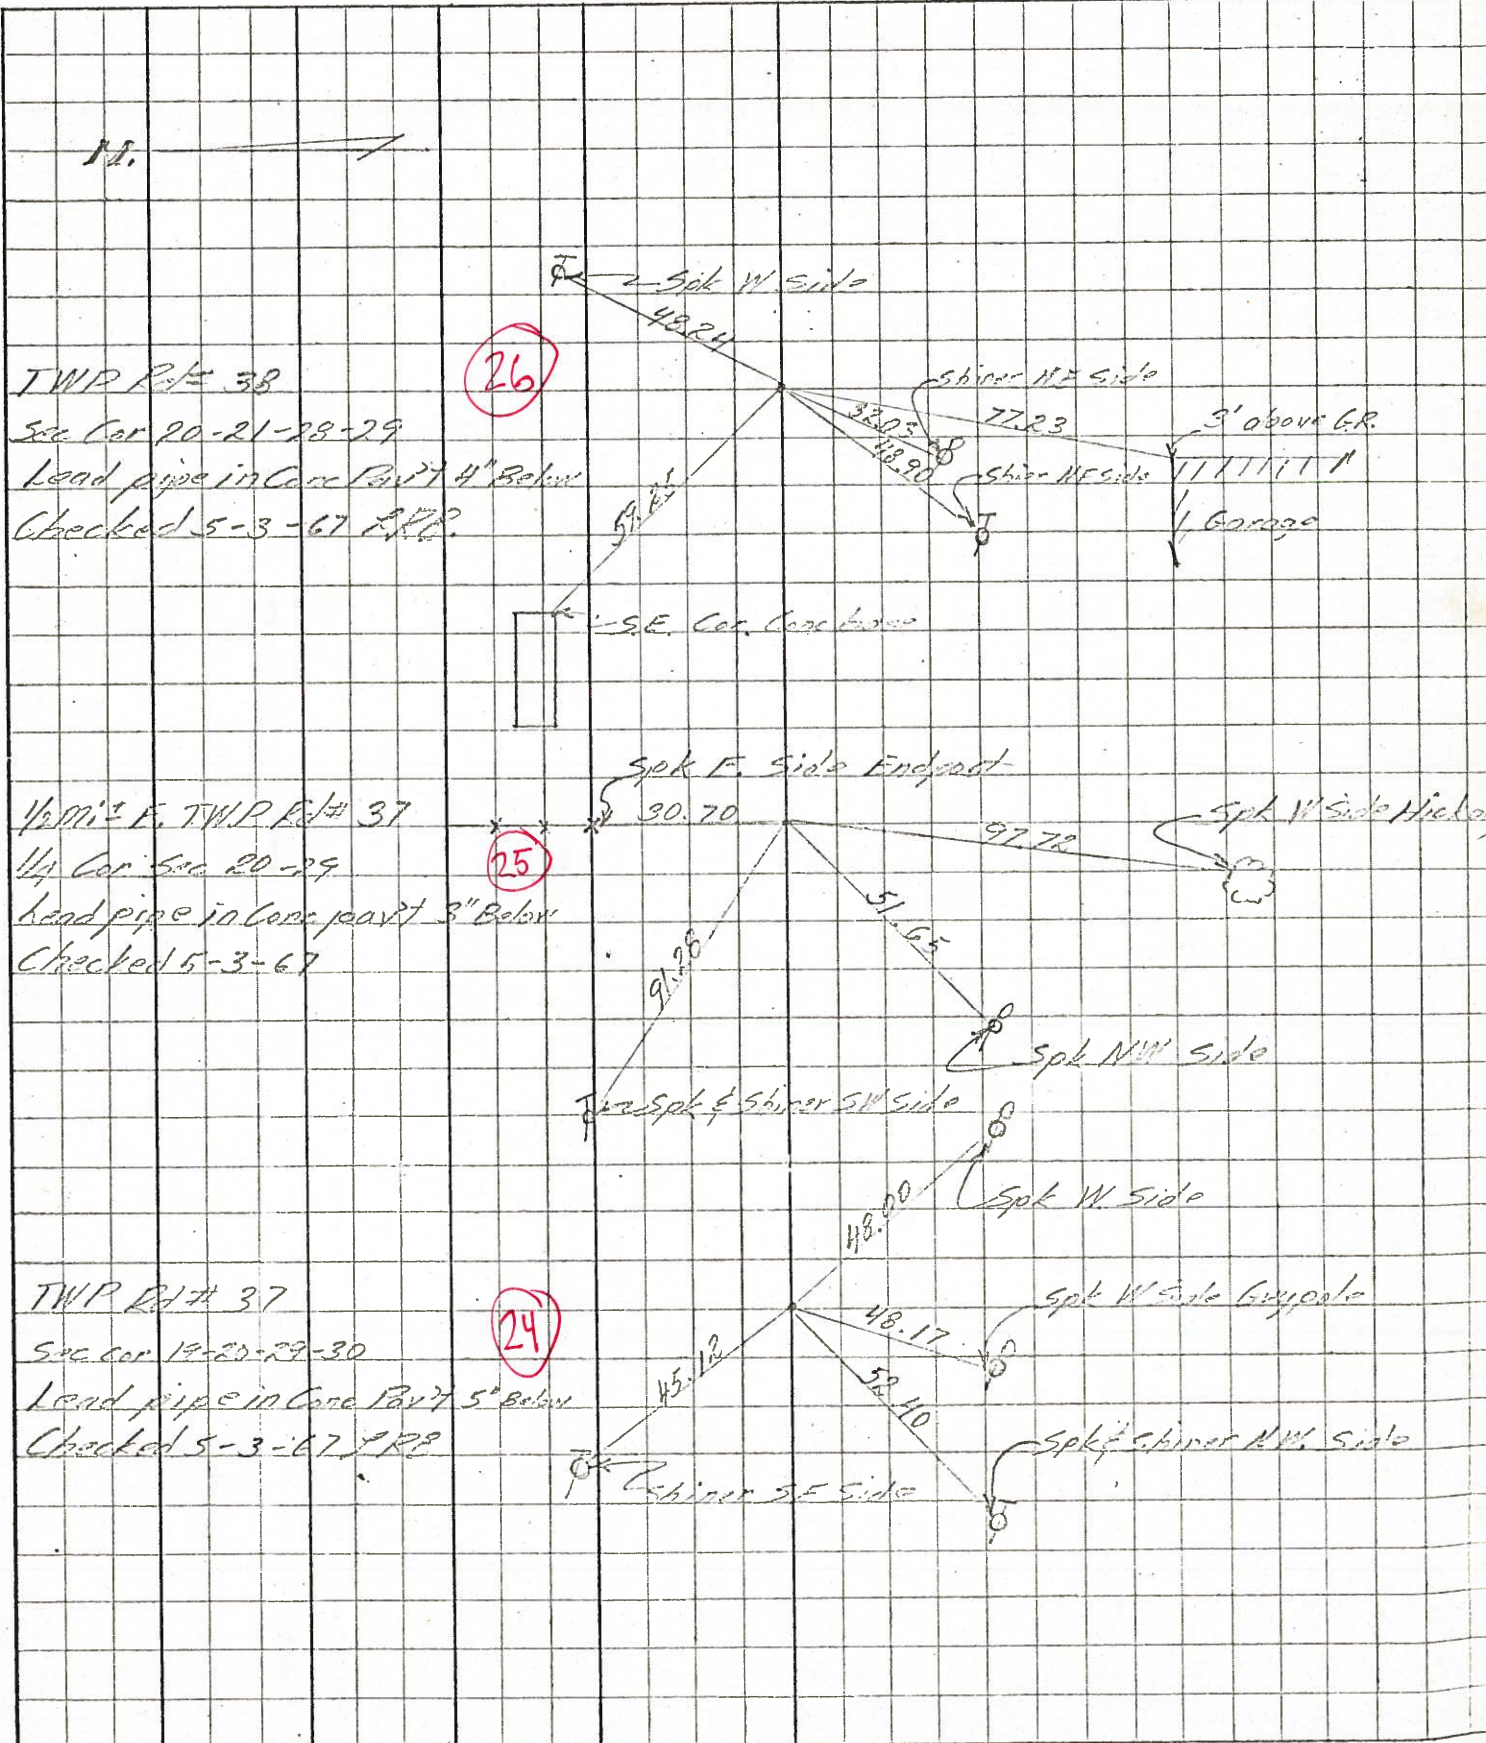 N.
Spk W Side
48.24
26
TWP Rd# 38
Sec Cor 20-21-28-29
Lead pipe in Conc Pav't 4" Below
Checked 5-3-67
Shiner N.E Side
32.03
77.23
3' above GR.
48.90
Shiner NE Side
Garage
S.E. Cor. Conc
Spk E. Side Endpost
1/2 Mi± E. TWP Rd# 37
30.70
97.72
Spk W Side
25
1/4 Cor Sec 20-29
Lead pipe in Conc pav't 3" Below
Checked 5-3-67
51.65
91.28
Spk NW Side
Spk & Shiner SW Side
Spk W. Side
48.00
TWP Rd# 37
24
Sec cor 19-20-29-30
Lead pipe in Conc Pav't 5" Below
Checked 5-3-67
Spk W Side Guypole
48.17
45.12
52.40
Spk & Shiner N.W. Side
Shiner S.E Side